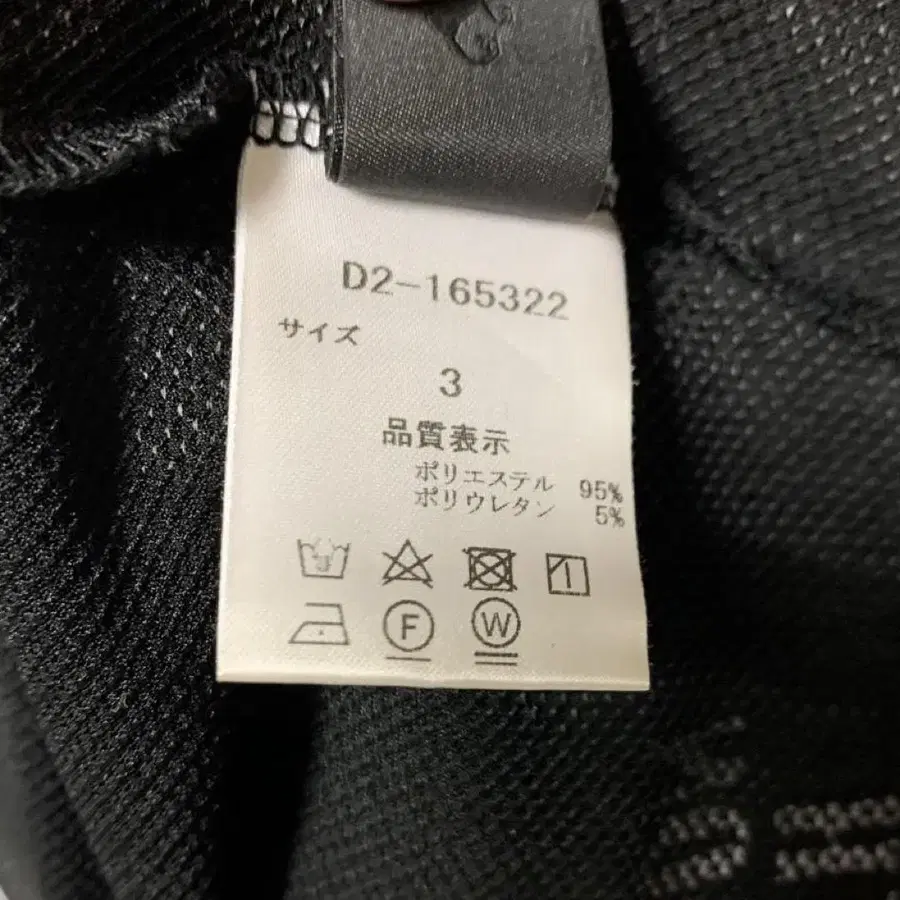 D2-165322
サイズ
3
品質表示
ポリエステル 95%
ポリウレタン 5%
F W